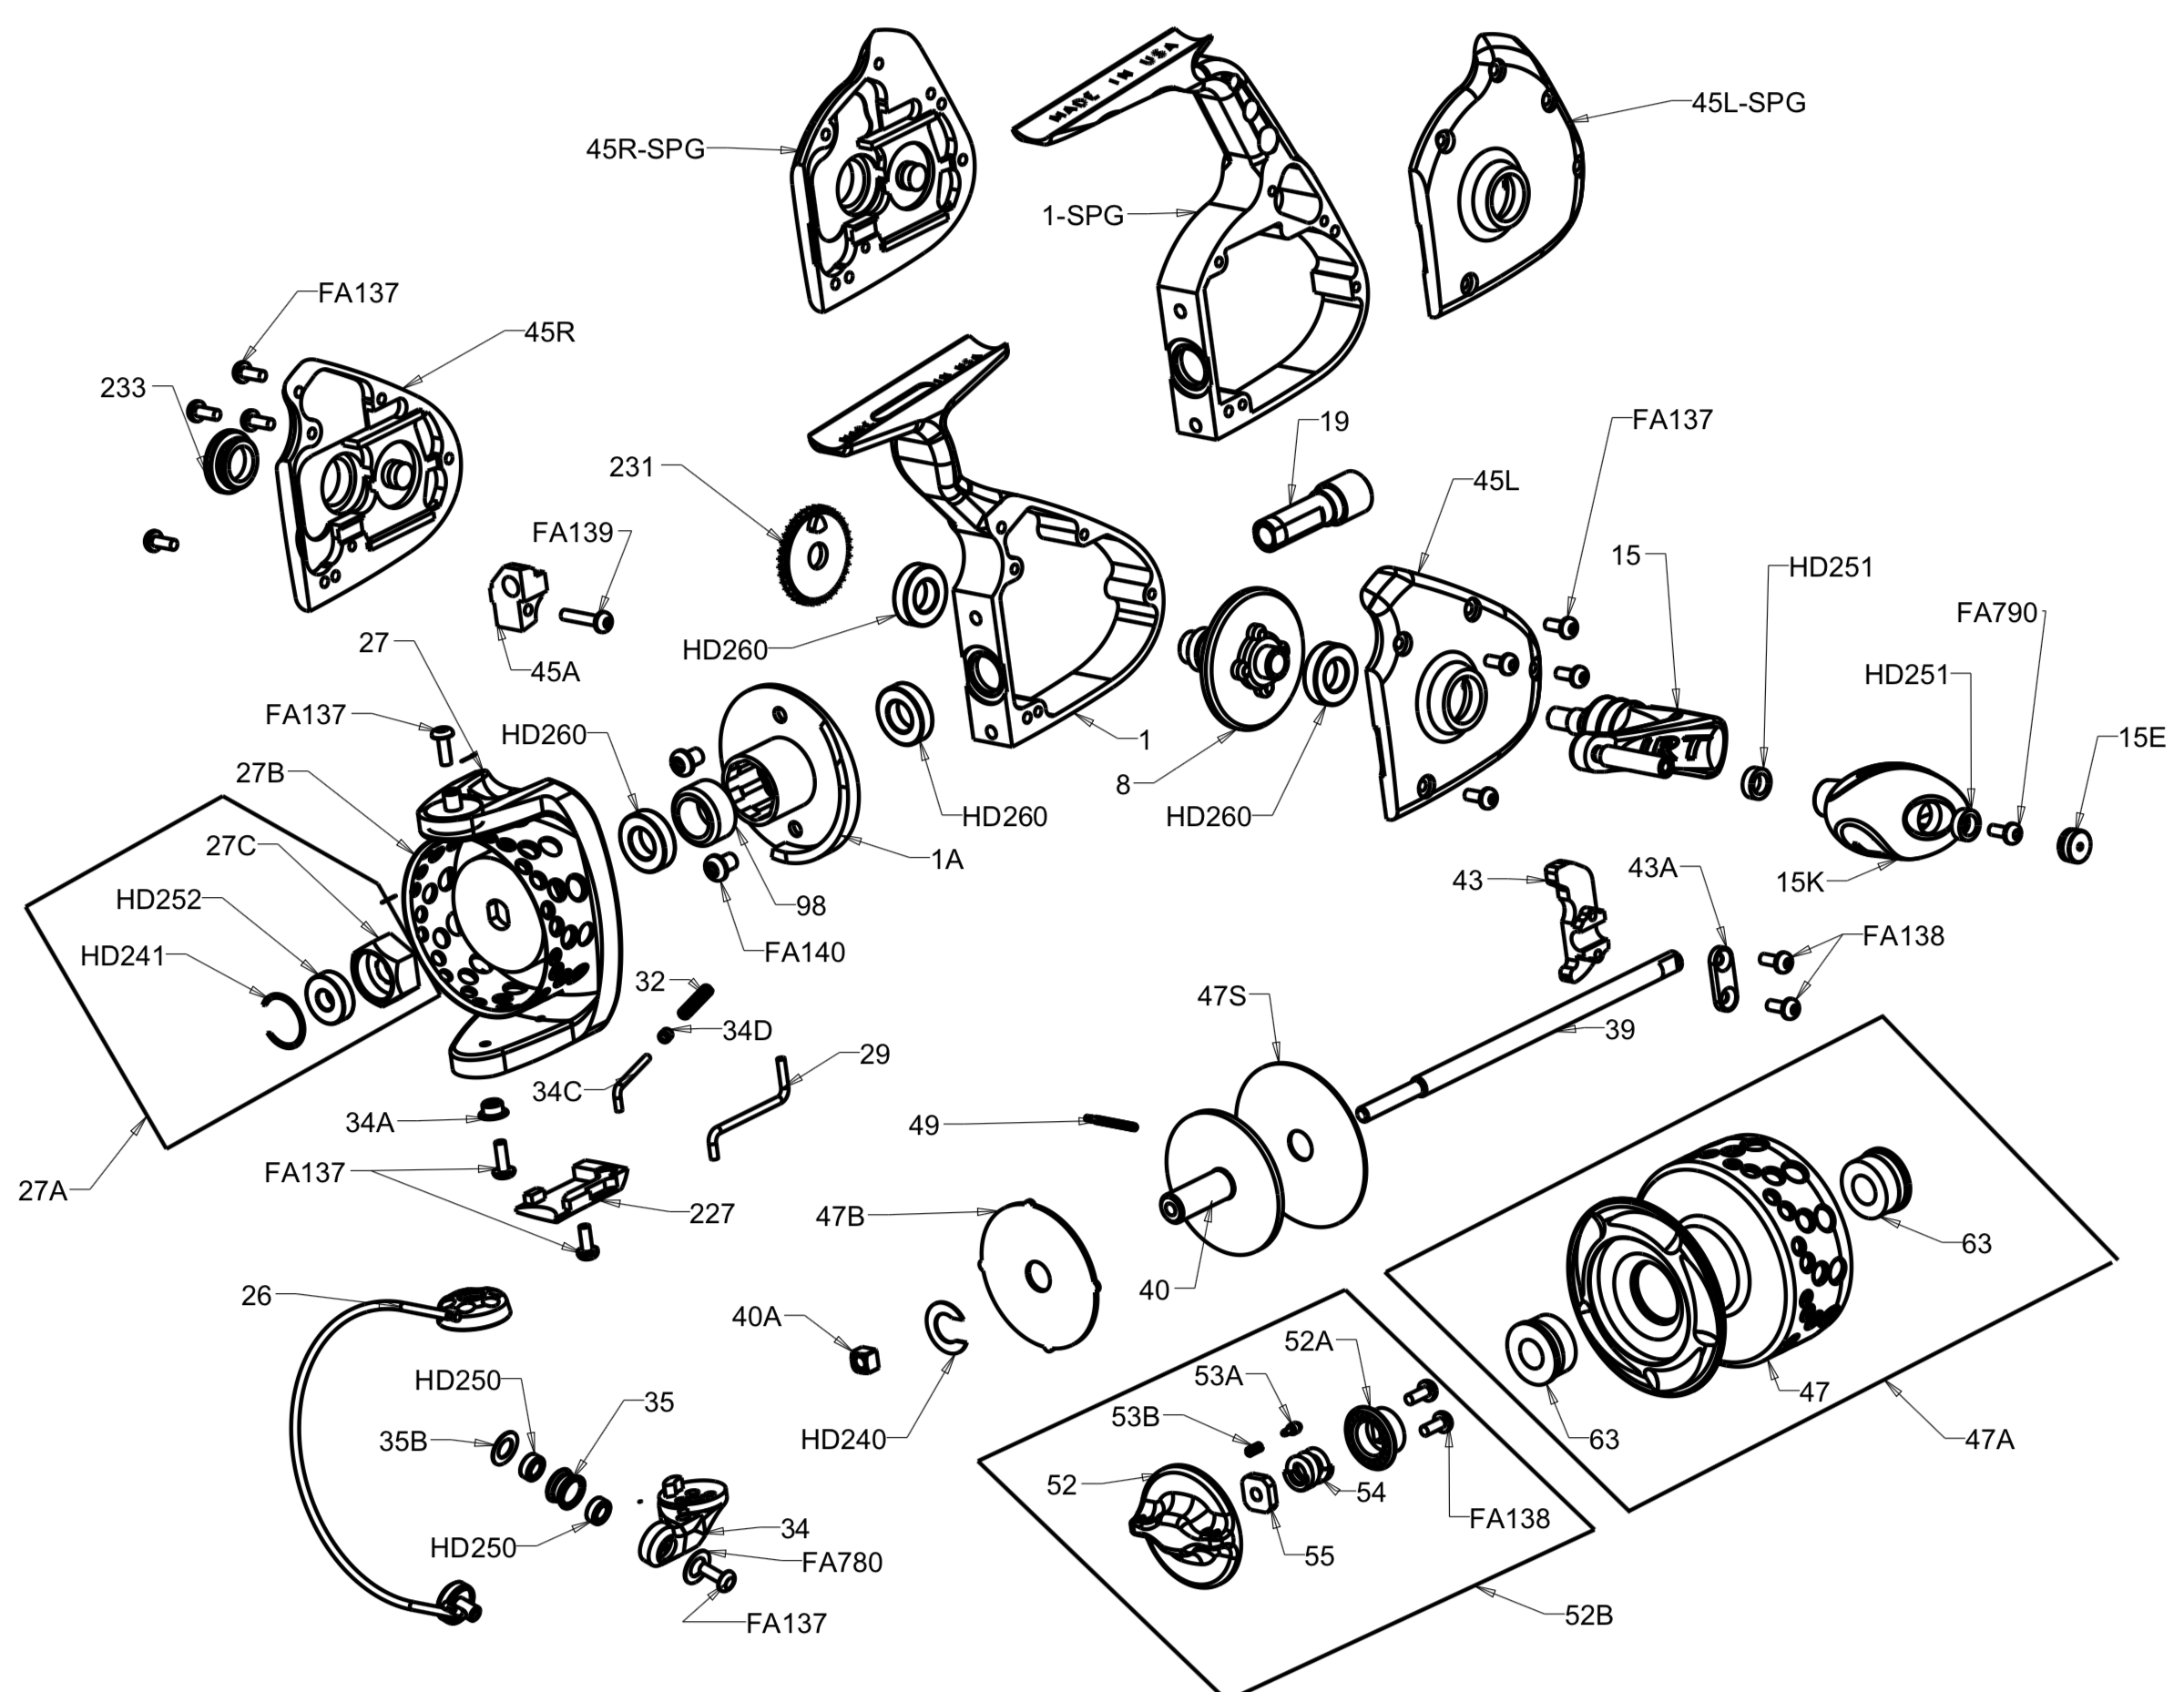 MADE IN USA
45L-SPG
45R-SPG
1-SPG
FA137
45R
233
19
FA137
231
45L
FA139
15
HD251
FA790
27
HD260
45A
HD251
FA137
HD260
1
15E
27B
8
HD260
HD260
27C
1A
43
43A
15K
HD252
98
FA138
HD241
FA140
32
47S
34D
39
29
34C
34A
49
FA137
27A
227
47B
63
26
40
40A
52A
53A
HD250
35
53B
47
35B
HD240
63
47A
52
54
FA138
34
HD250
55
FA780
FA137
52B